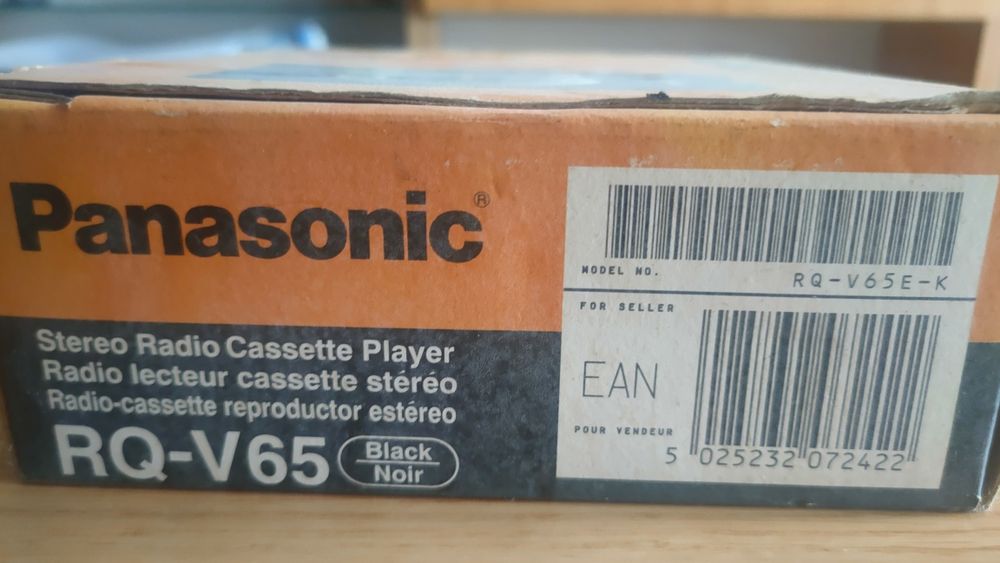 Panasonic®
Stereo Radio Cassette Player
Radio lecteur cassette stéréo
Radio-cassette reproductor estéreo
RQ-V65
Black
Noir
MODEL NO.
RQ-V65E-K
FOR SELLER
EAN
POUR VENDEUR
5 025232 072422